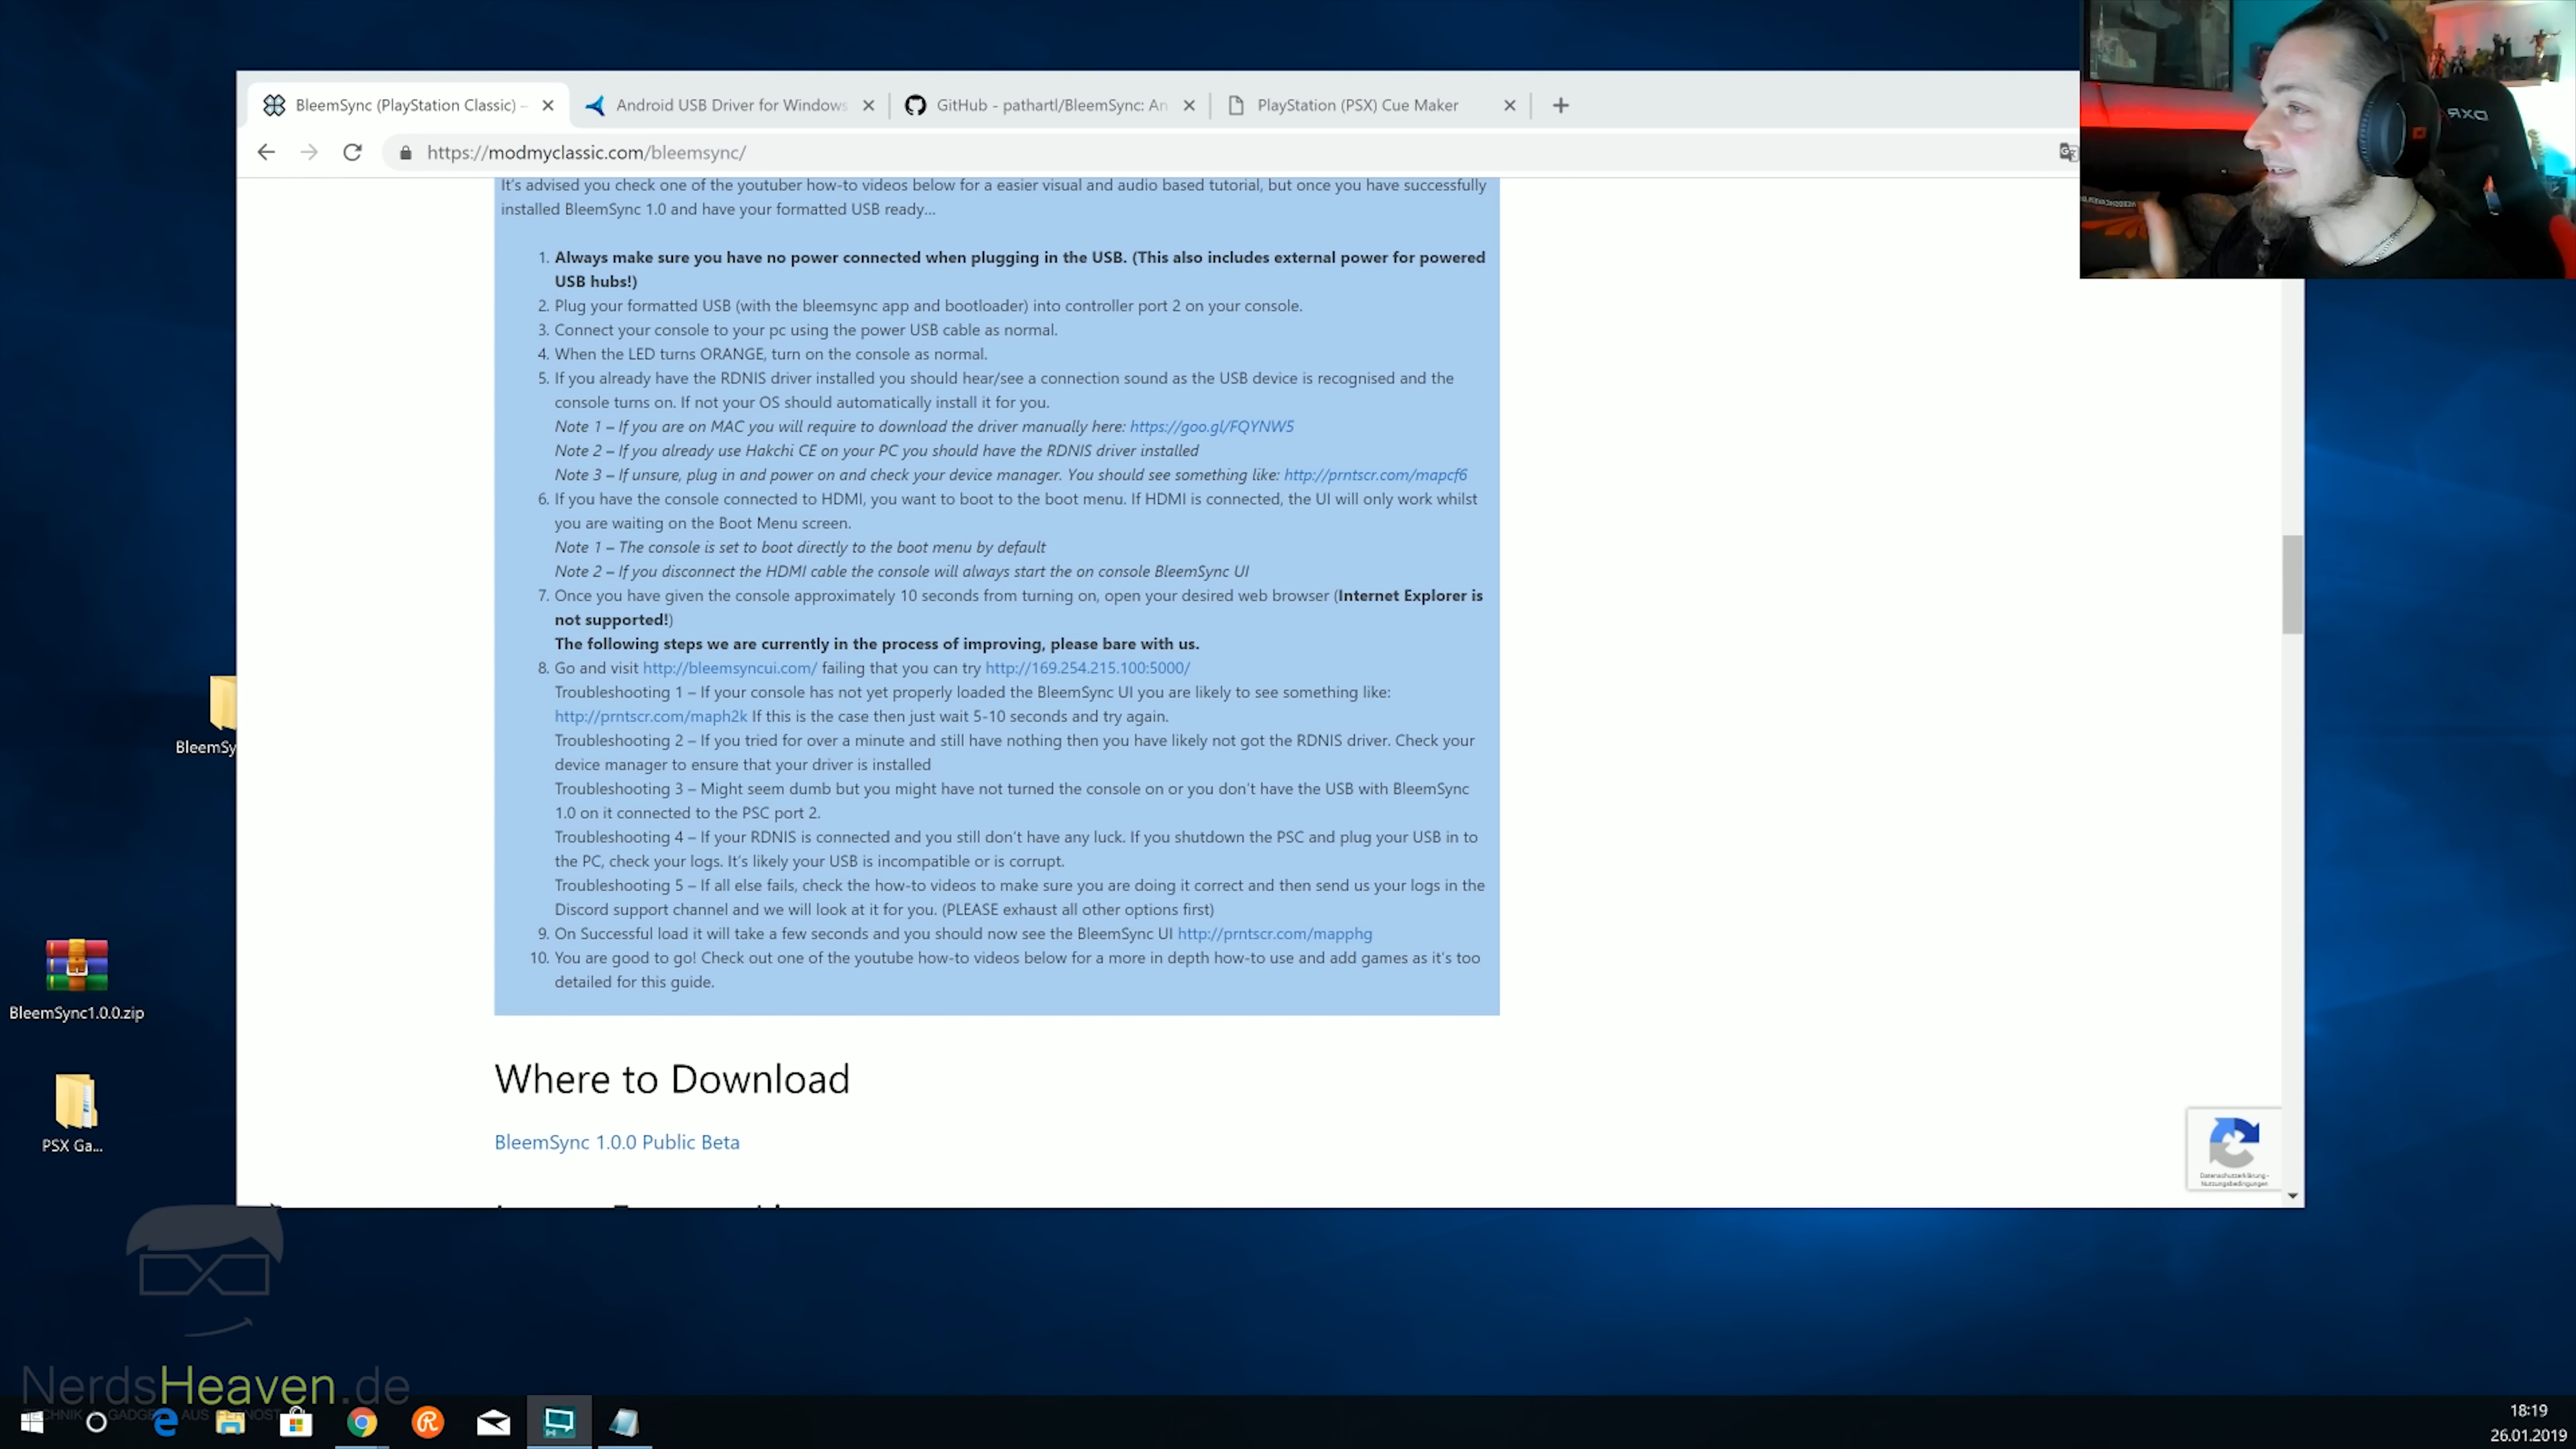 BleemSync (PlayStation Classic) –
Android USB Driver for Windows
GitHub - pathartl/BleemSync: An
PlayStation (PSX) Cue Maker
https://modmyclassic.com/bleemsync/
It's advised you check one of the youtuber how-to videos below for a easier visual and audio based tutorial, but once you have successfully
installed BleemSync 1.0 and have your formatted USB ready...
1. Always make sure you have no power connected when plugging in the USB. (This also includes external power for powered
USB hubs!)
2. Plug your formatted USB (with the bleemsync app and bootloader) into controller port 2 on your console.
3. Connect your console to your pc using the power USB cable as normal.
4. When the LED turns ORANGE, turn on the console as normal.
5. If you already have the RDNIS driver installed you should hear/see a connection sound as the USB device is recognised and the
console turns on. If not your OS should automatically install it for you.
Note 1 – If you are on MAC you will require to download the driver manually here: https://goo.gl/FQYNW5
Note 2 – If you already use Hakchi CE on your PC you should have the RDNIS driver installed
Note 3 – If unsure, plug in and power on and check your device manager. You should see something like: http://prntscr.com/mapcf6
6. If you have the console connected to HDMI, you want to boot to the boot menu. If HDMI is connected, the UI will only work whilst
you are waiting on the Boot Menu screen.
Note 1 – The console is set to boot directly to the boot menu by default
Note 2 – If you disconnect the HDMI cable the console will always start the on console BleemSync UI
7. Once you have given the console approximately 10 seconds from turning on, open your desired web browser (Internet Explorer is
not supported!)
The following steps we are currently in the process of improving, please bare with us.
8. Go and visit http://bleemsyncui.com/ failing that you can try http://169.254.215.100:5000/
Troubleshooting 1 – If your console has not yet properly loaded the BleemSync UI you are likely to see something like:
http://prntscr.com/maph2k If this is the case then just wait 5-10 seconds and try again.
Troubleshooting 2 – If you tried for over a minute and still have nothing then you have likely not got the RDNIS driver. Check your
device manager to ensure that your driver is installed
Troubleshooting 3 – Might seem dumb but you might have not turned the console on or you don't have the USB with BleemSync
1.0 on it connected to the PSC port 2.
Troubleshooting 4 – If your RDNIS is connected and you still don't have any luck. If you shutdown the PSC and plug your USB in to
the PC, check your logs. It's likely your USB is incompatible or is corrupt.
Troubleshooting 5 – If all else fails, check the how-to videos to make sure you are doing it correct and then send us your logs in the
Discord support channel and we will look at it for you. (PLEASE exhaust all other options first)
9. On Successful load it will take a few seconds and you should now see the BleemSync UI http://prntscr.com/mapphg
10. You are good to go! Check out one of the youtube how-to videos below for a more in depth how-to use and add games as it's too
detailed for this guide.
Where to Download
BleemSync 1.0.0 Public Beta
Datenschutzerklärung -
Nutzungsbedingungen
BleemSy
BleemSync1.0.0.zip
PSX Ga...
NerdsHeaven.de
TECHNIK & GADGETS AUS FERNOST
18:19
26.01.2019
DXR